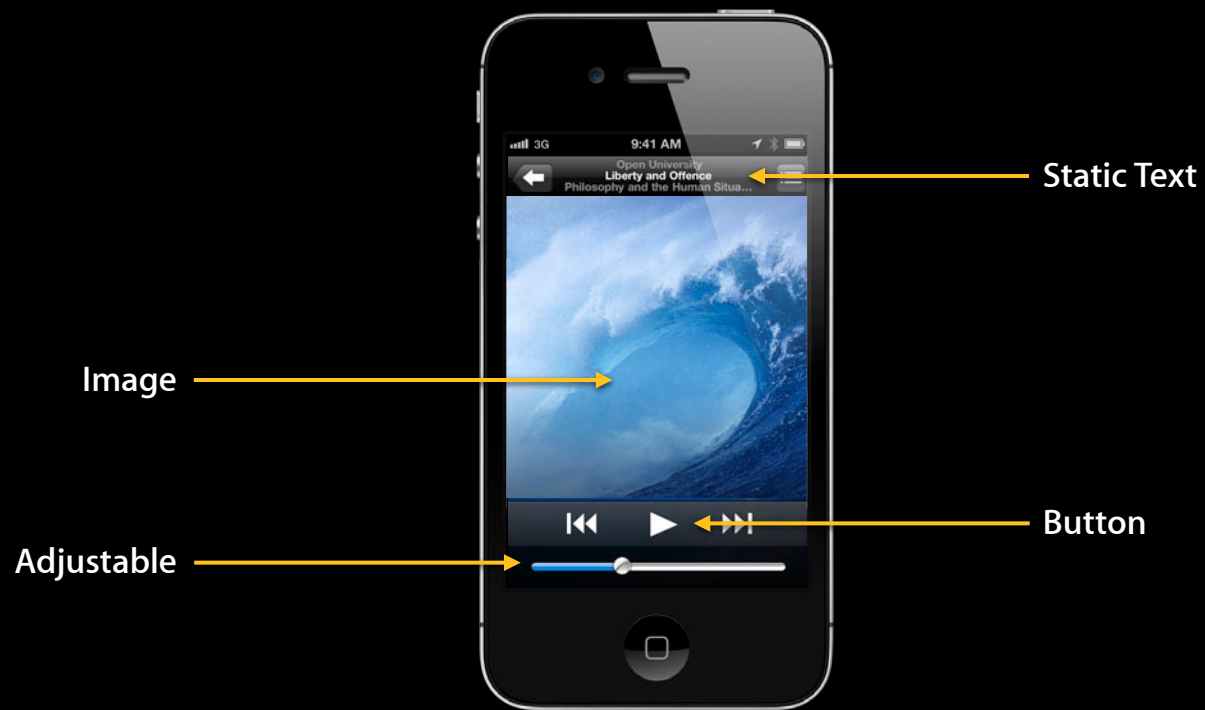 3G 9:41 AM
Open University
Liberty and Offence
Philosophy and the Human Situa...
Static Text
Image
Button
Adjustable